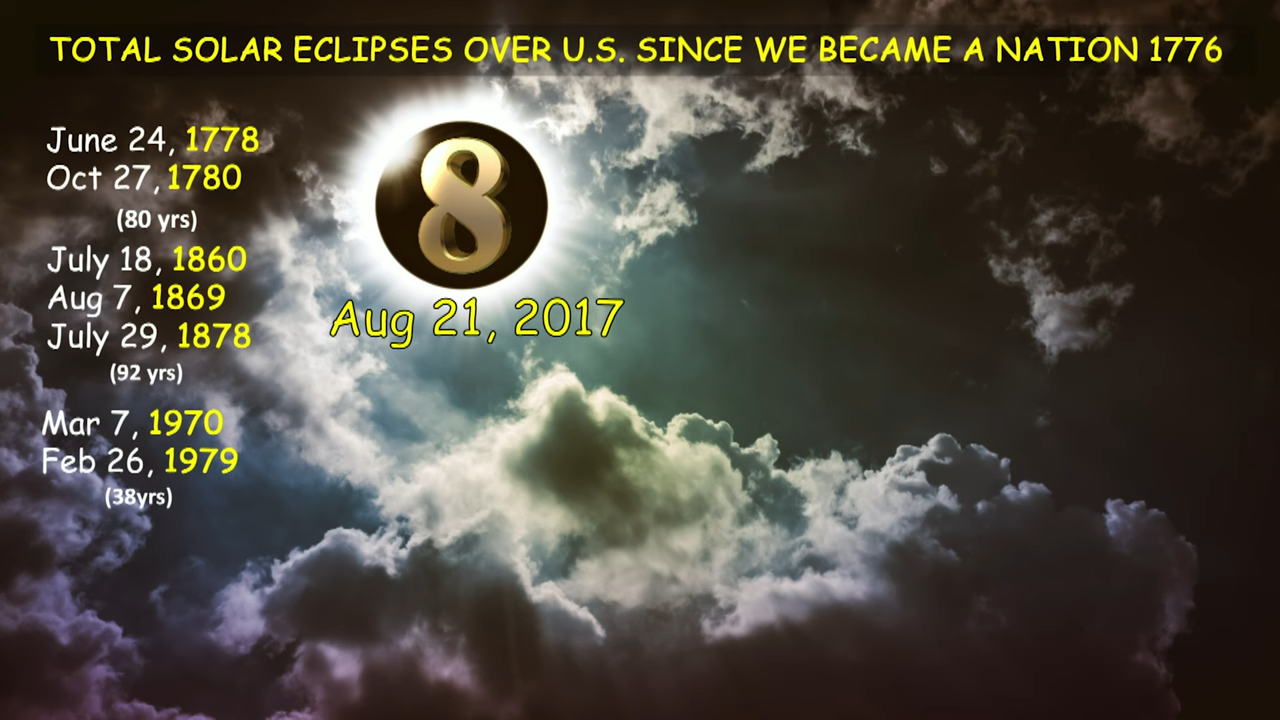 TOTAL SOLAR ECLIPSES OVER U.S. SINCE WE BECAME A NATION 1776
June 24, 1778
Oct 27, 1780
(80 yrs)
July 18, 1860
Aug 7, 1869
July 29, 1878
(92 yrs)
Mar 7, 1970
Feb 26, 1979
(38yrs)
8
Aug 21, 2017